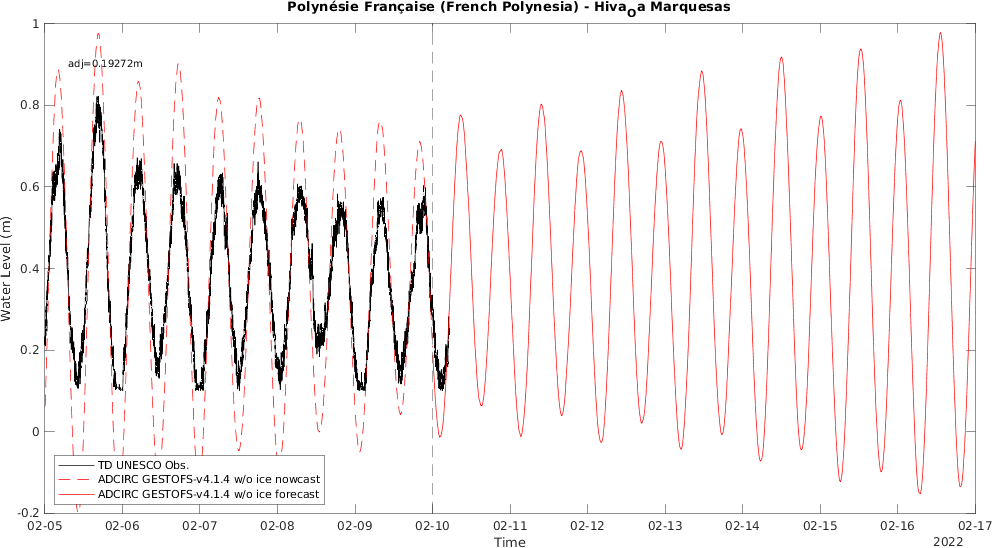 Polynésie Française (French Polynesia) - Hiva_Oa Marquesas
adj=0.19272m
Water Level (m)
1
0.8
0.6
0.4
0.2
0
-0.2
TD UNESCO Obs.
ADCIRC GESTOFS-v4.1.4 w/o ice nowcast
ADCIRC GESTOFS-v4.1.4 w/o ice forecast
02-05 02-06 02-07 02-08 02-09 02-10 02-11 02-12 02-13 02-14 02-15 02-16 02-17
Time
2022